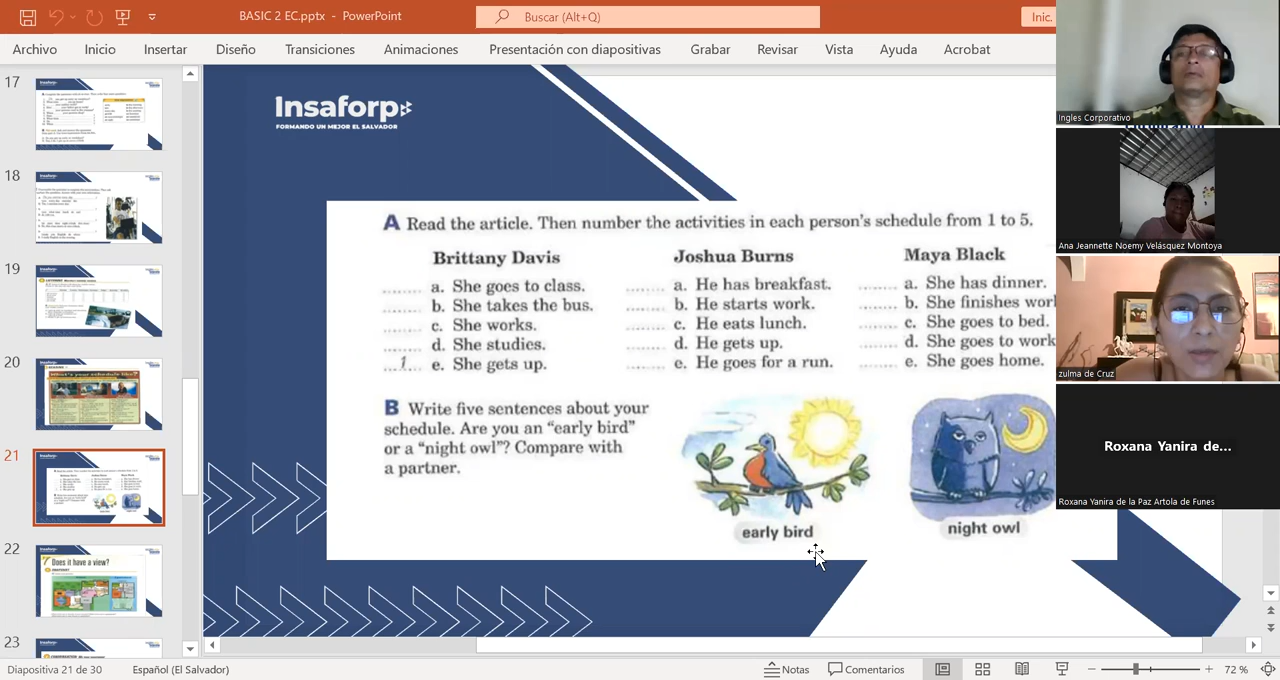 BASIC 2 EC.pptx - PowerPoint
Buscar (Alt+Q)
Inic.
Archivo Inicio Insertar Diseño Transiciones Animaciones Presentación con diapositivas Grabar Revisar Vista Ayuda Acrobat
17
18
19
20
21
22
Does it have a view?
23
Insaforp
FORMANDO UN MEJOR EL SALVADOR
A Read the article. Then number the activities in each person's schedule from 1 to 5.
Brittany Davis
........ a. She goes to class.
........ b. She takes the bus.
........ c. She works.
........ d. She studies.
....1.... e. She gets up.
Joshua Burns
........ a. He has breakfast.
........ b. He starts work.
........ c. He eats lunch.
........ d. He gets up.
........ e. He goes for a run.
Maya Black
........ a. She has dinner.
........ b. She finishes wor
........ c. She goes to bed.
........ d. She goes to work
........ e. She goes home.
B Write five sentences about your
schedule. Are you an "early bird"
or a "night owl"? Compare with
a partner.
early bird
night owl
Ingles Corporativo
Ana Jeannette Noemy Velásquez Montoya
zulma de Cruz
Roxana Yanira de...
Roxana Yanira de la Paz Artola de Funes
Diapositiva 21 de 30 Español (El Salvador) Notas Comentarios 72 %